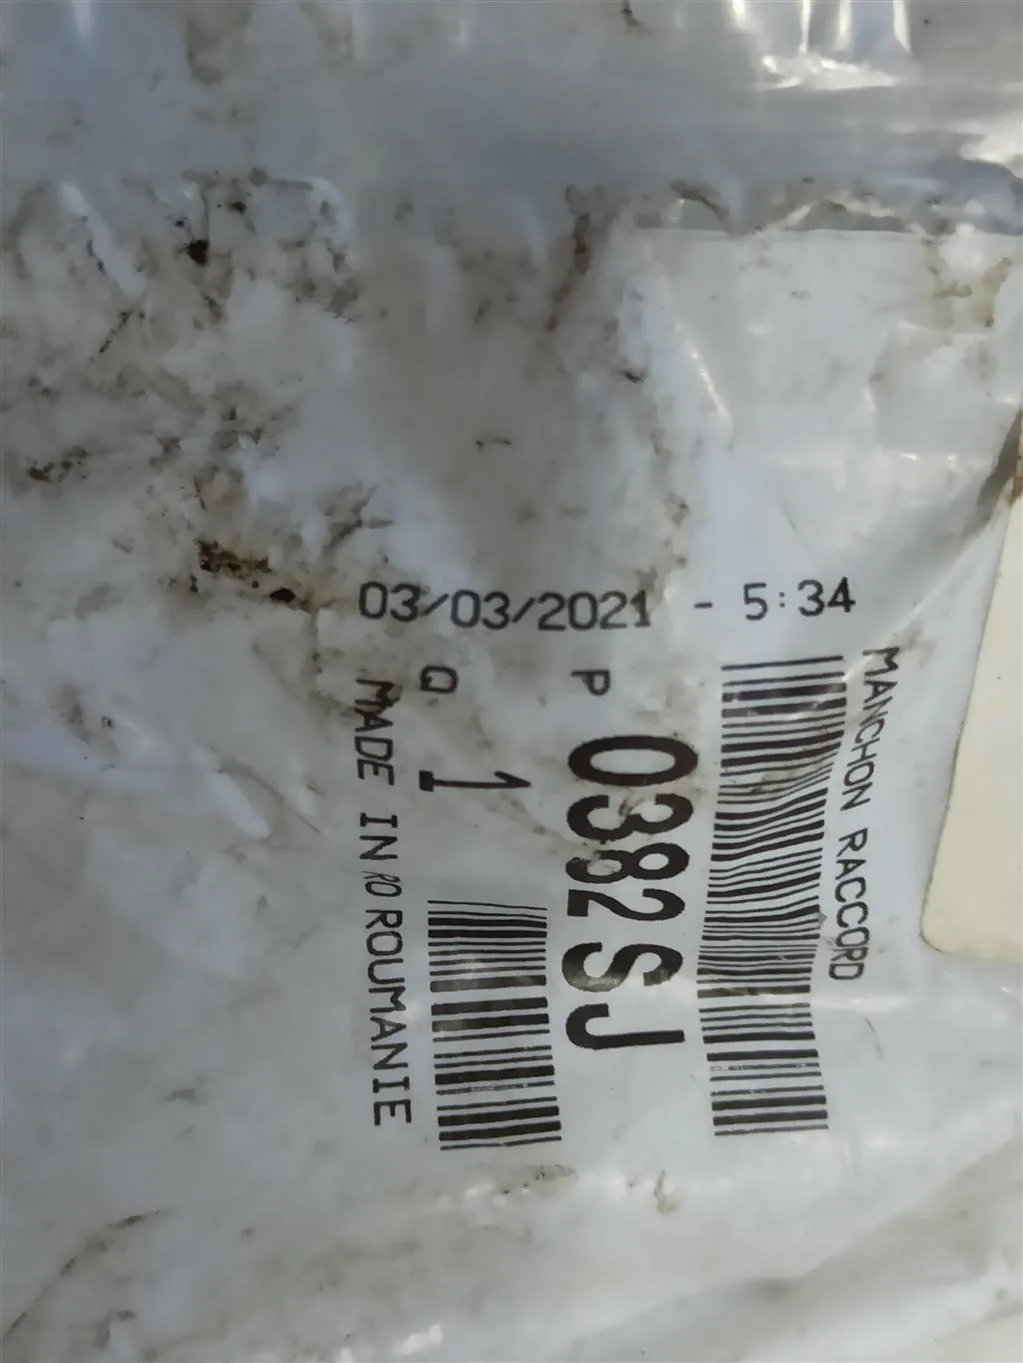 03/03/2021 - 5:34
MANCHON RACCORD
P 0382SJ
Q 1
MADE IN RO ROUMANIE